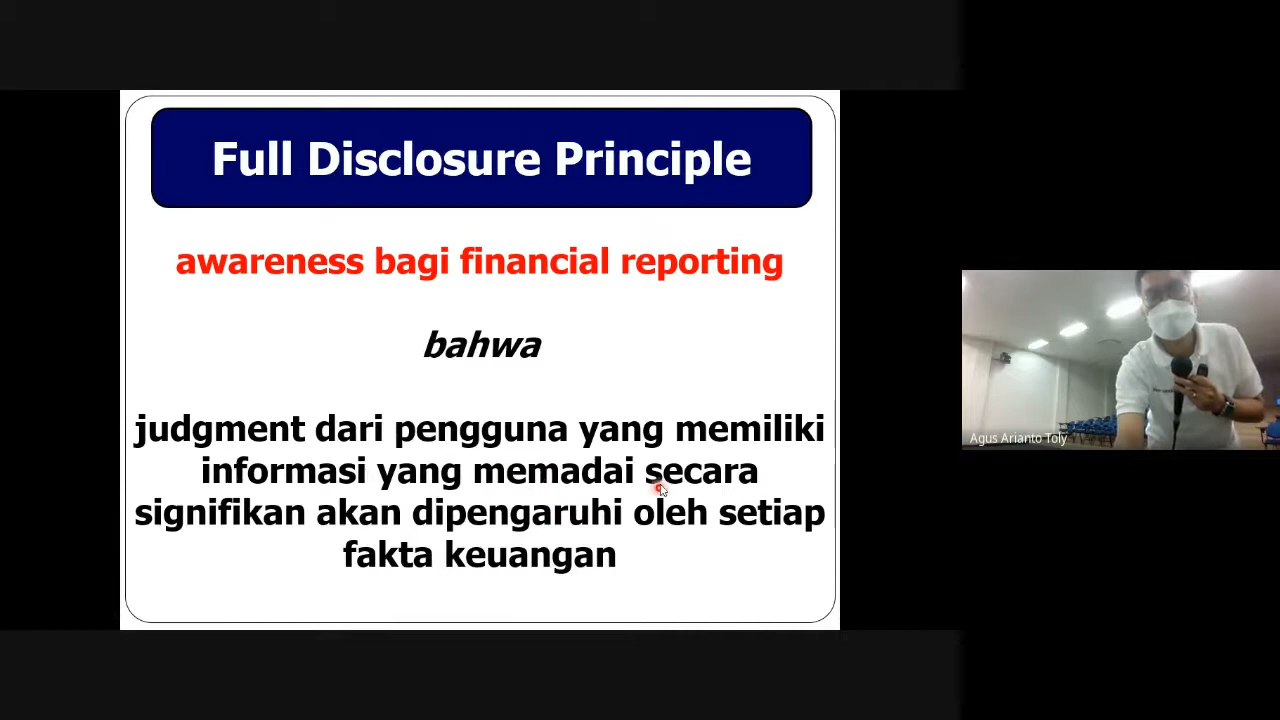 Full Disclosure Principle
awareness bagi financial reporting
bahwa
judgment dari pengguna yang memiliki
informasi yang memadai secara
signifikan akan dipengaruhi oleh setiap
fakta keuangan
Agus Arianto Toly